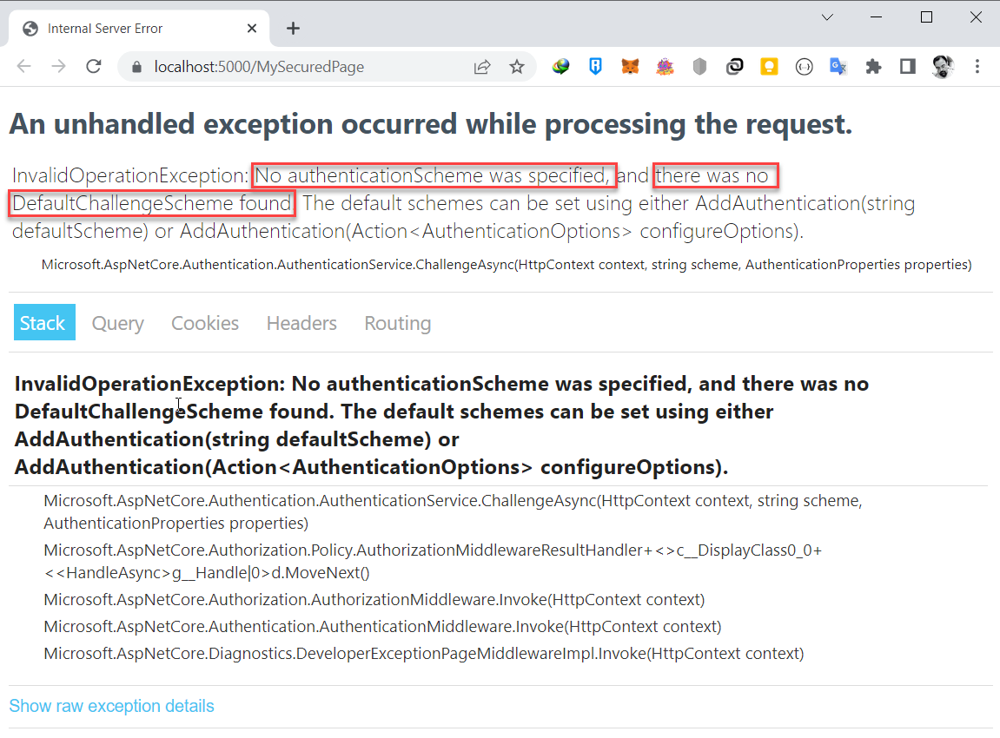 Internal Server Error
localhost:5000/MySecuredPage
An unhandled exception occurred while processing the request.
InvalidOperationException: No authenticationScheme was specified, and there was no
DefaultChallengeScheme found. The default schemes can be set using either AddAuthentication(string
defaultScheme) or AddAuthentication(Action<AuthenticationOptions> configureOptions).
Microsoft.AspNetCore.Authentication.AuthenticationService.ChallengeAsync(HttpContext context, string scheme, AuthenticationProperties properties)
Stack Query Cookies Headers Routing
InvalidOperationException: No authenticationScheme was specified, and there was no
DefaultChallengeScheme found. The default schemes can be set using either
AddAuthentication(string defaultScheme) or
AddAuthentication(Action<AuthenticationOptions> configureOptions).
Microsoft.AspNetCore.Authentication.AuthenticationService.ChallengeAsync(HttpContext context, string scheme,
AuthenticationProperties properties)
Microsoft.AspNetCore.Authorization.Policy.AuthorizationMiddlewareResultHandler+<>c__DisplayClass0_0+
<<HandleAsync>g__Handle|0>d.MoveNext()
Microsoft.AspNetCore.Authorization.AuthorizationMiddleware.Invoke(HttpContext context)
Microsoft.AspNetCore.Authentication.AuthenticationMiddleware.Invoke(HttpContext context)
Microsoft.AspNetCore.Diagnostics.DeveloperExceptionPageMiddlewareImpl.Invoke(HttpContext context)
Show raw exception details